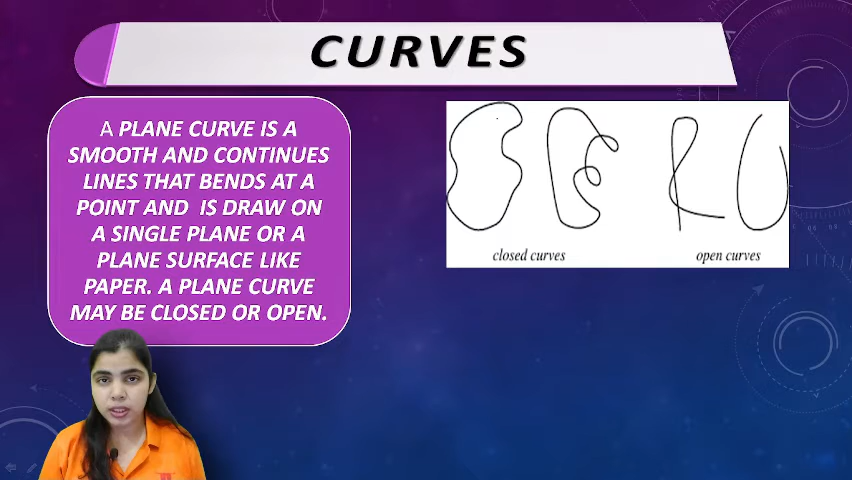 CURVES
A PLANE CURVE IS A
SMOOTH AND CONTINUES
LINES THAT BENDS AT A
POINT AND IS DRAW ON
A SINGLE PLANE OR A
PLANE SURFACE LIKE
PAPER. A PLANE CURVE
MAY BE CLOSED OR OPEN.
closed curves
open curves